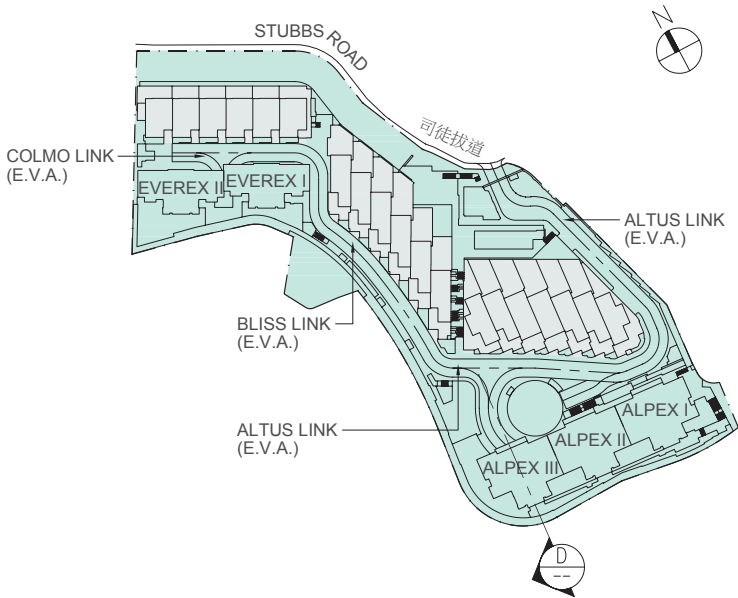 N
STUBBS ROAD
司徒拔道
COLMO LINK
(E.V.A.)
EVEREX II
EVEREX I
ALTUS LINK
(E.V.A.)
BLISS LINK
(E.V.A.)
ALTUS LINK
(E.V.A.)
ALPEX I
ALPEX II
ALPEX III
D
--